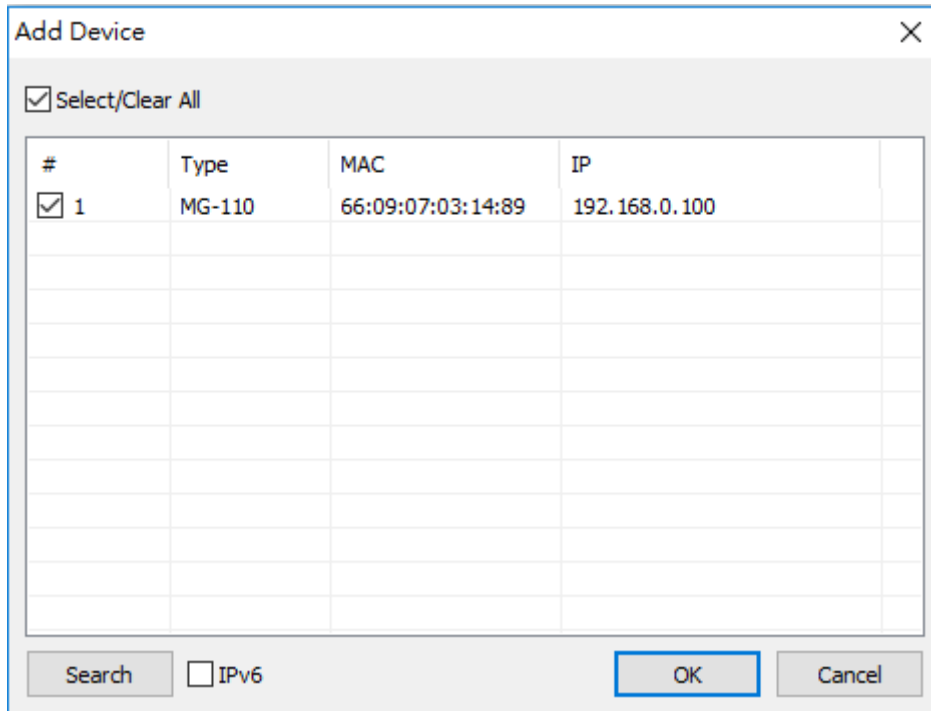 Add Device
Select/Clear All
# Type MAC IP
1 MG-110 66:09:07:03:14:89 192.168.0.100
Search IPv6 OK Cancel